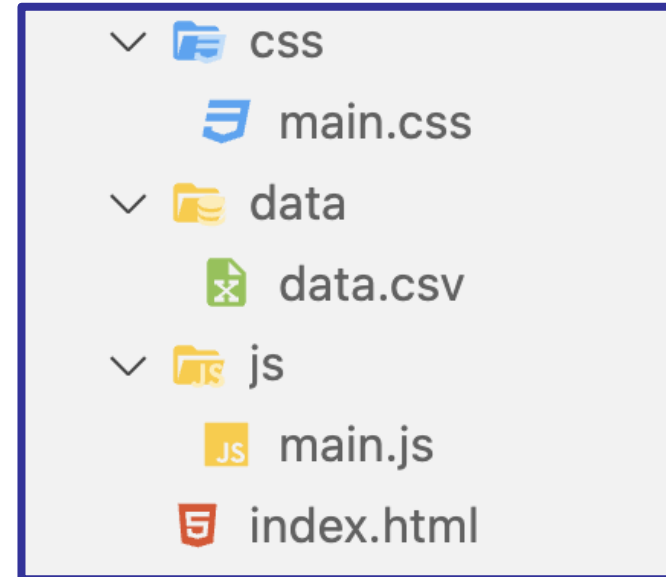 css
main.css
data
data.csv
js
main.js
index.html